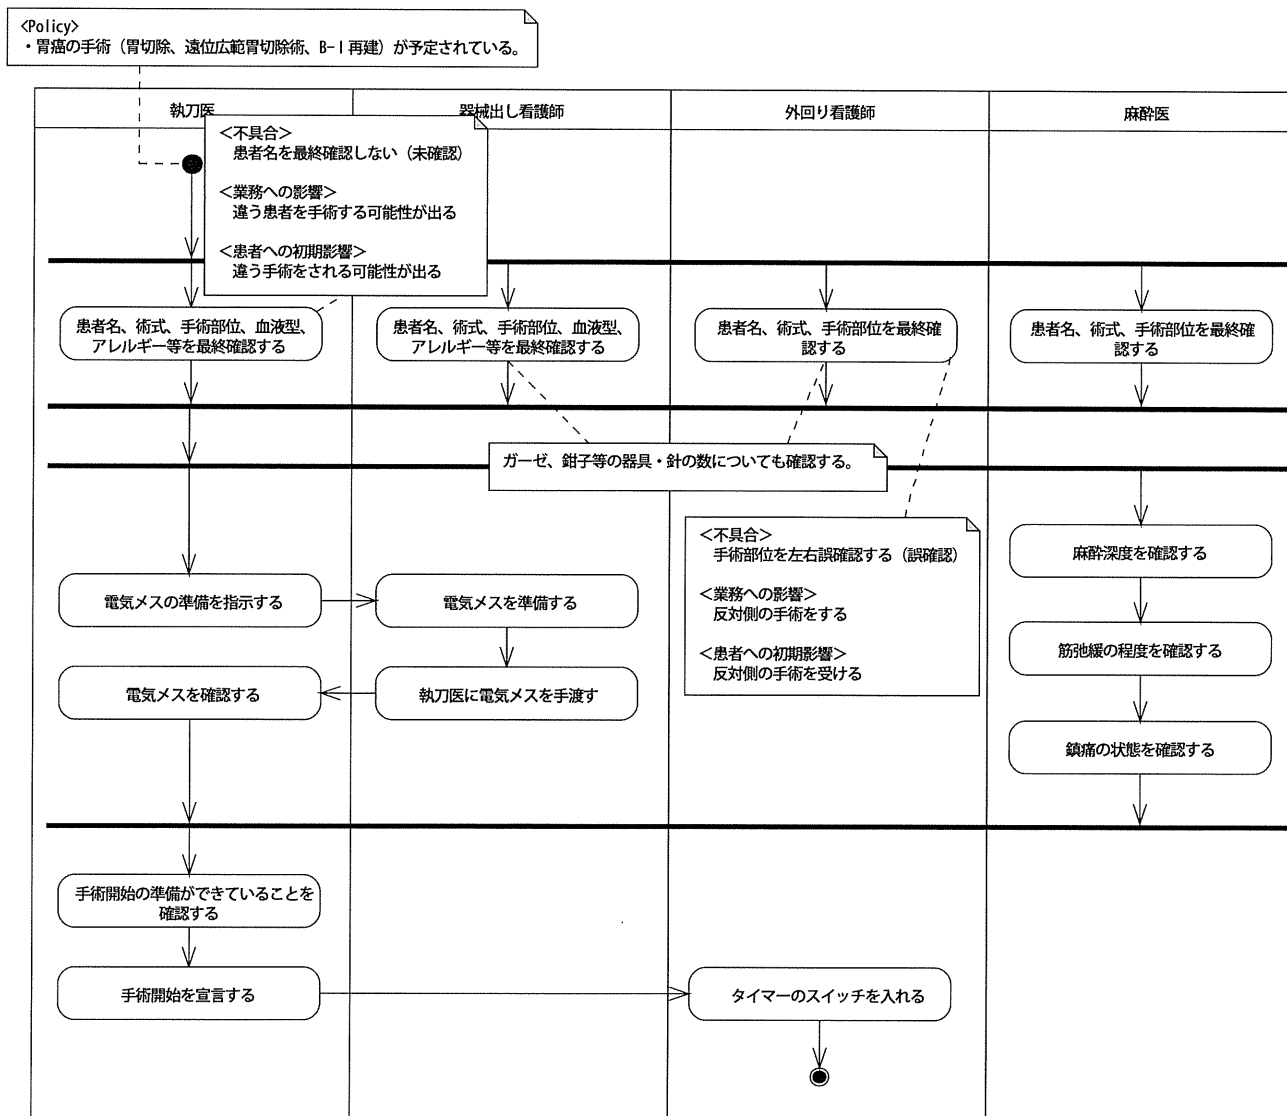 <Policy>
・胃癌の手術（胃切除、遠位広範胃切除術、B-Ⅰ再建）が予定されている。
執刀医
器械出し看護師
外回り看護師
麻酔医
＜不具合＞
患者名を最終確認しない（未確認）
＜業務への影響＞
違う患者を手術する可能性が出る
＜患者への初期影響＞
違う手術をされる可能性が出る
患者名、術式、手術部位、血液型、
アレルギー等を最終確認する
患者名、術式、手術部位、血液型、
アレルギー等を最終確認する
患者名、術式、手術部位を最終確
認する
患者名、術式、手術部位を最終確
認する
ガーゼ、鉗子等の器具・針の数についても確認する。
＜不具合＞
手術部位を左右誤確認する（誤確認）
＜業務への影響＞
反対側の手術をする
＜患者への初期影響＞
反対側の手術を受ける
麻酔深度を確認する
電気メスの準備を指示する
電気メスを準備する
筋弛緩の程度を確認する
電気メスを確認する
執刀医に電気メスを手渡す
鎮痛の状態を確認する
手術開始の準備ができていることを
確認する
手術開始を宣言する
タイマーのスイッチを入れる